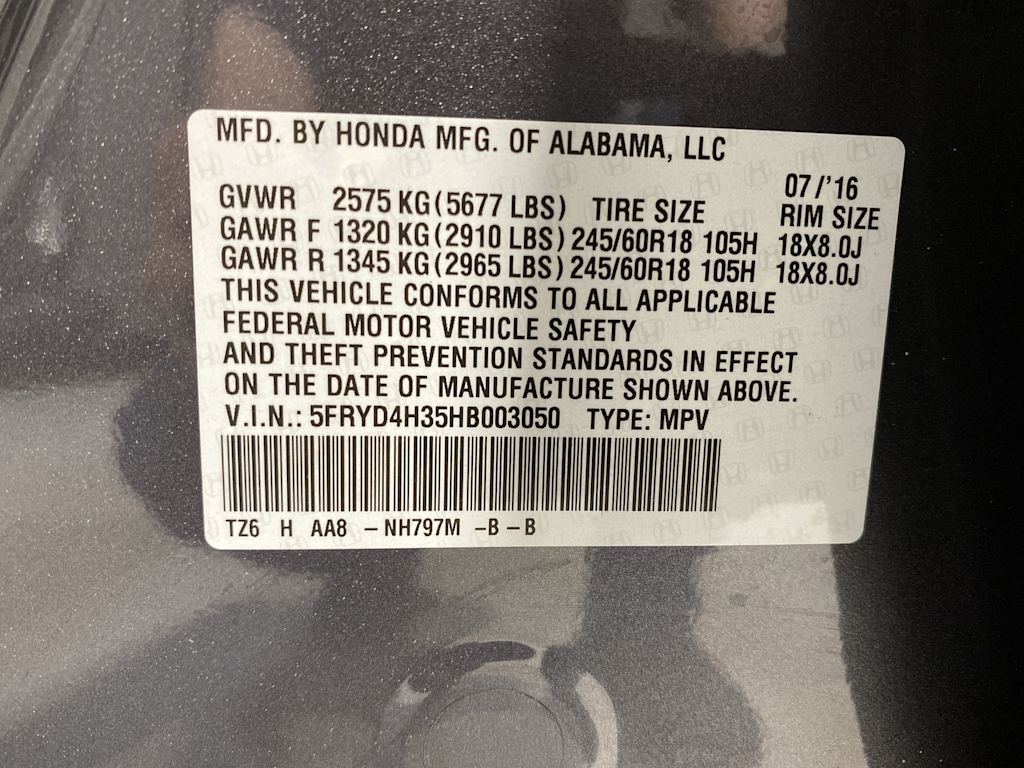 MFD. BY HONDA MFG. OF ALABAMA, LLC
07/'16
GVWR 2575 KG (5677 LBS) TIRE SIZE RIM SIZE
GAWR F 1320 KG (2910 LBS) 245/60R18 105H 18X8.0J
GAWR R 1345 KG (2965 LBS) 245/60R18 105H 18X8.0J
THIS VEHICLE CONFORMS TO ALL APPLICABLE
FEDERAL MOTOR VEHICLE SAFETY
AND THEFT PREVENTION STANDARDS IN EFFECT
ON THE DATE OF MANUFACTURE SHOWN ABOVE.
V.I.N.: 5FRYD4H35HB003050 TYPE: MPV
TZ6 H AA8 – NH797M –B – B